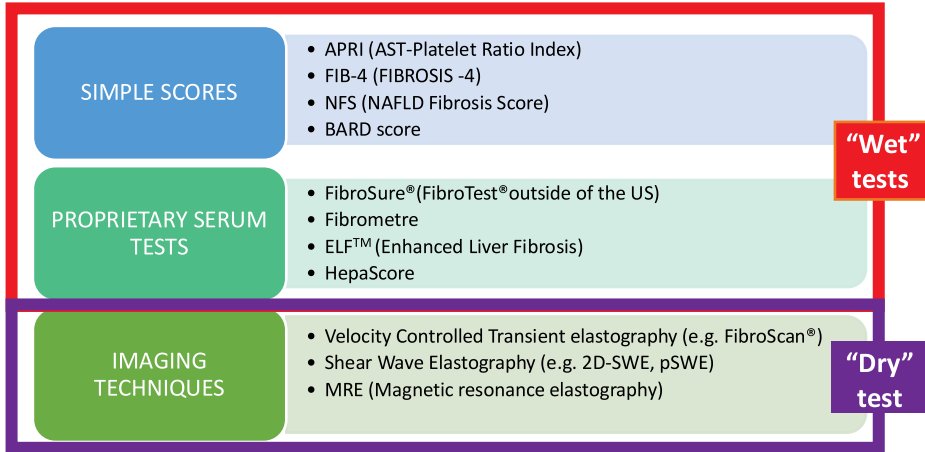 SIMPLE SCORES
• APRI (AST-Platelet Ratio Index)
• FIB-4 (FIBROSIS -4)
• NFS (NAFLD Fibrosis Score)
• BARD score
“Wet”
tests
PROPRIETARY SERUM
TESTS
• FibroSure®(FibroTest®outside of the US)
• Fibrometre
• ELF™ (Enhanced Liver Fibrosis)
• HepaScore
IMAGING
TECHNIQUES
• Velocity Controlled Transient elastography (e.g. FibroScan®)
• Shear Wave Elastography (e.g. 2D-SWE, pSWE)
• MRE (Magnetic resonance elastography)
“Dry”
test